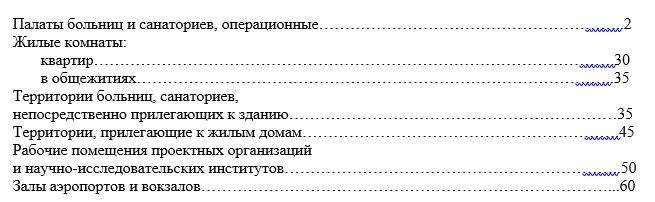 Палаты больниц и санаториев, операционные……………………………………………2
Жилые комнаты:
квартир……………………………………………………………………………30
в общежитиях……………………………………………………………………35
Территории больниц, санаториев,
непосредственно прилегающих к зданию………………………………………………35
Территории, прилегающие к жилым домам……………………………………………45
Рабочие помещения проектных организаций
и научно-исследовательских институтов………………………………………………50
Залы аэропортов и вокзалов……………………………………………………………..60